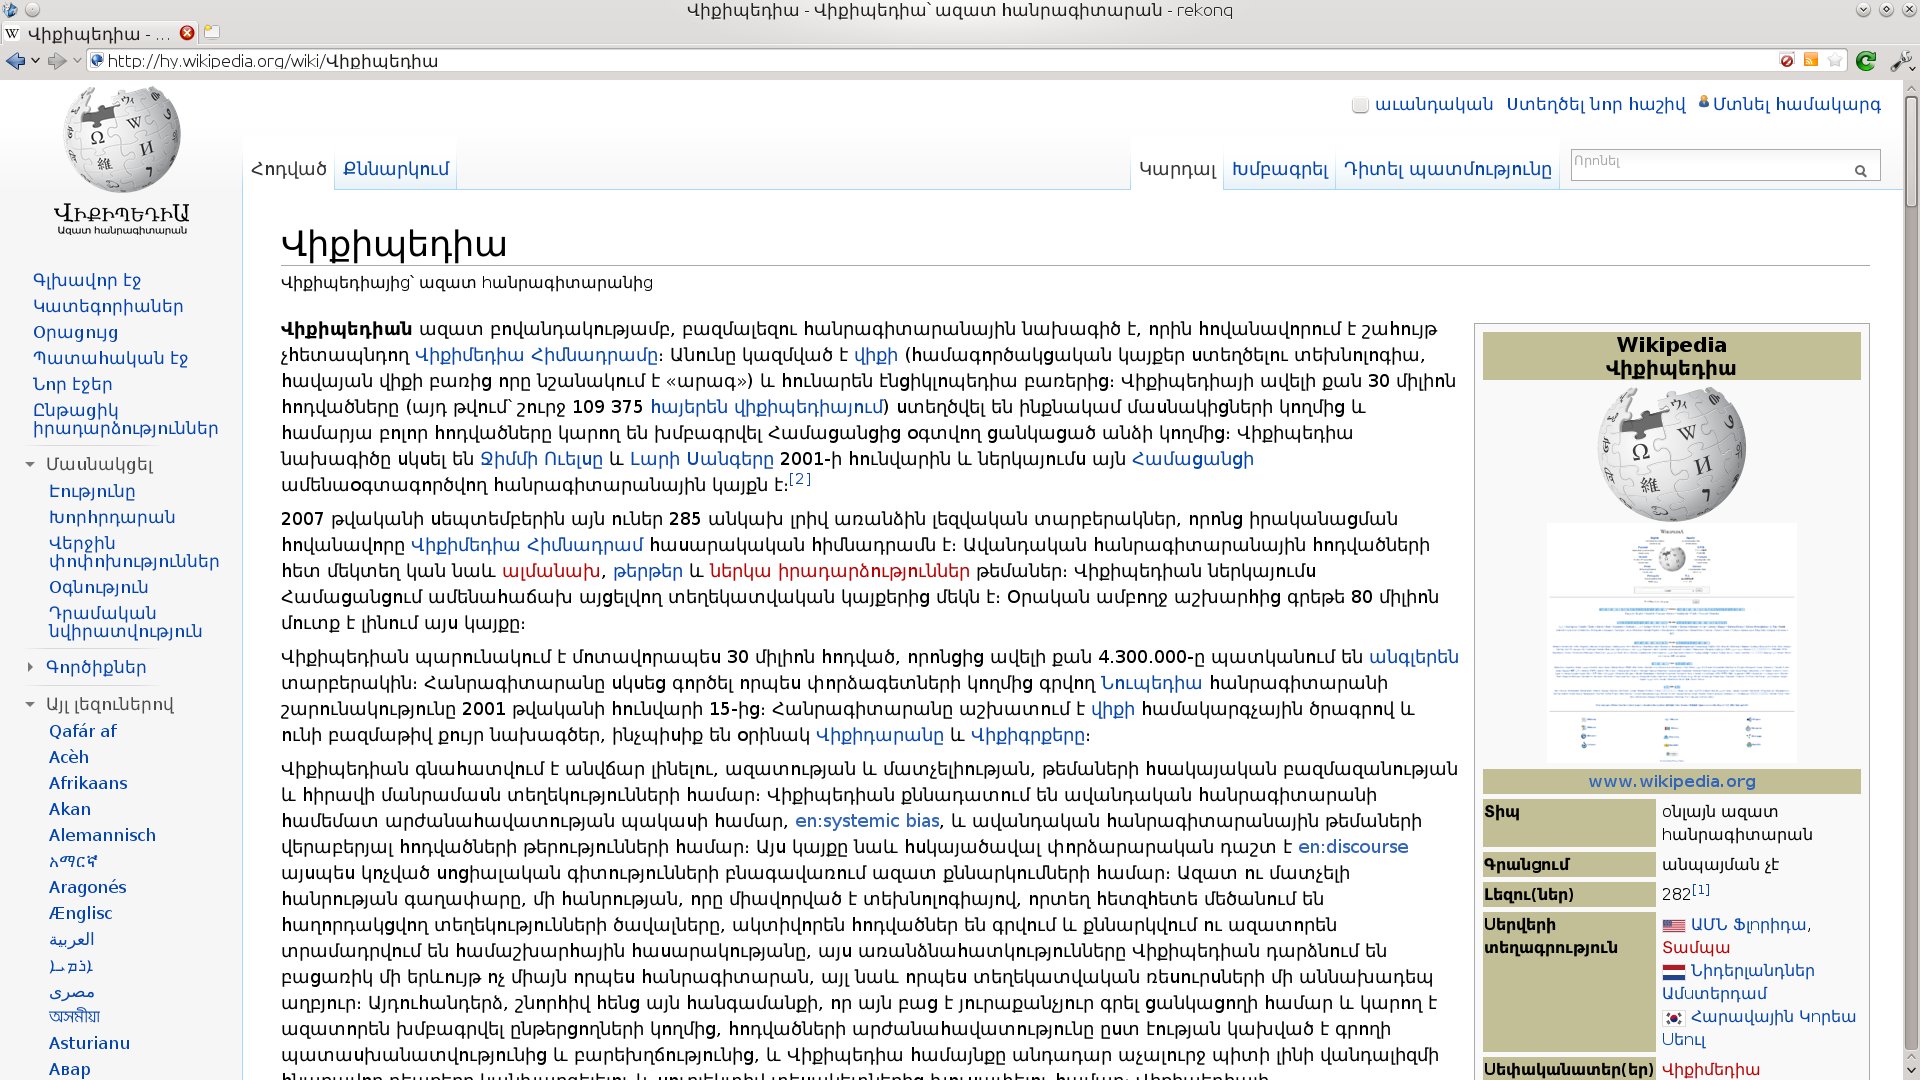 Վիքիպեդիա - Վիքիպեդիա՝ ազատ հանրագիտարան - rekonq
W Վիքիպեդիա - ...
http://hy.wikipedia.org/wiki/Վիքիպեդիա
աւանդական Ստեղծել նոր հաշիվ Մտնել համակարգ
Հոդված Քննարկում Կարդալ Խմբագրել Դիտել պատմությունը Որոնել
ՎԻՔԻՊԵԴԻԱ
Ազատ հանրագիտարան
Գլխավոր էջ
Կատեգորիաներ
Օրացույց
Պատահական էջ
Նոր էջեր
Ընթացիկ
իրադարձություններ
Մասնակցել
Էությունը
Խորհրդարան
Վերջին
փոփոխություններ
Օգնություն
Դրամական
նվիրատվություն
Գործիքներ
Այլ լեզուներով
Qafár af
Acèh
Afrikaans
Akan
Alemannisch
አማርኛ
Aragonés
Ænglisc
العربية
ܐܪܡܝܐ
مصرى
অসমীয়া
Asturianu
Авар
Վիքիպեդիա
Վիքիպեդիայից՝ ազատ հանրագիտարանից
Վիքիպեդիան ազատ բովանդակությամբ, բազմալեզու հանրագիտարանային նախագիծ է, որին հովանավորում է շահույթ
չհետապնդող Վիքիմեդիա Հիմնադրամը։ Անունը կազմված է վիքի (համագործակցական կայքեր ստեղծելու տեխնոլոգիա,
հավայան վիքի բառից որը նշանակում է «արագ») և հունարեն էնցիկլոպեդիա բառերից։ Վիքիպեդիայի ավելի քան 30 միլիոն
հոդվածները (այդ թվում՝ շուրջ 109 375 հայերեն վիքիպեդիայում) ստեղծվել են ինքնակամ մասնակիցների կողմից և
համարյա բոլոր հոդվածները կարող են խմբագրվել Համացանցից օգտվող ցանկացած անձի կողմից։ Վիքիպեդիա
նախագիծը սկսել են Ջիմմի Ուելսը և Լարի Սանգերը 2001-ի հունվարին և ներկայումս այն Համացանցի
ամենաօգտագործվող հանրագիտարանային կայքն է։[2]
2007 թվականի սեպտեմբերին այն ուներ 285 անկախ լրիվ առանձին լեզվական տարբերակներ, որոնց իրականացման
հովանավորը Վիքիմեդիա Հիմնադրամ հասարակական հիմնադրամն է։ Ավանդական հանրագիտարանային հոդվածների
հետ մեկտեղ կան նաև ալմանախ, թերթեր և ներկա իրադարձություններ թեմաներ։ Վիքիպեդիան ներկայումս
Համացանցում ամենահաճախ այցելվող տեղեկատվական կայքերից մեկն է։ Օրական ամբողջ աշխարհից գրեթե 80 միլիոն
մուտք է լինում այս կայքը։
Վիքիպեդիան պարունակում է մոտավորապես 30 միլիոն հոդված, որոնցից ավելի քան 4.300.000-ը պատկանում են անգլերեն
տարբերակին։ Հանրագիտարանը սկսեց գործել որպես փորձագետների կողմից գրվող Նուպեդիա հանրագիտարանի
շարունակությունը 2001 թվականի հունվարի 15-ից։ Հանրագիտարանը աշխատում է վիքի համակարգչային ծրագրով և
ունի բազմաթիվ քույր նախագծեր, ինչպիսիք են օրինակ Վիքիդարանը և Վիքիգրքերը։
Վիքիպեդիան գնահատվում է անվճար լինելու, ազատության և մատչելիության, թեմաների հսակայական բազմազանության
և հիրավի մանրամասն տեղեկությունների համար։ Վիքիպեդիան քննադատում են ավանդական հանրագիտարանի
համեմատ արժանահավատության պակասի համար, en:systemic bias, և ավանդական հանրագիտարանային թեմաների
վերաբերյալ հոդվածների թերությունների համար։ Այս կայքը նաև հսկայածավալ փորձարարական դաշտ է en:discourse
այսպես կոչված սոցիալական գիտությունների բնագավառում ազատ քննարկումների համար։ Ազատ ու մատչելի
հանրության գաղափարը, մի հանրության, որը միավորված է տեխնոլոգիայով, որտեղ հետզհետե մեծանում են
հաղորդակցվող տեղեկությունների ծավալները, ակտիվորեն հոդվածներ են գրվում և քննարկվում ու ազատորեն
տրամադրվում են համաշխարհային հասարակությանը, այս առանձնահատկությունները Վիքիպեդիան դարձնում են
բացառիկ մի երևույթ ոչ միայն որպես հանրագիտարան, այլ նաև որպես տեղեկատվական ռեսուրսների մի աննախադեպ
աղբյուր։ Այդուհանդերձ, շնորհիվ հենց այն հանգամանքի, որ այն բաց է յուրաքանչյուր գրել ցանկացողի համար և կարող է
ազատորեն խմբագրվել ընթերցողների կողմից, հոդվածների արժանահավատությունը ըստ էության կախված է գրողի
պատասխանատվությունից և բարեխղճությունից, և Վիքիպեդիա համայնքը անդադար աչալուրջ պիտի լինի վանդալիզմի
Wikipedia
Վիքիպեդիա
www.wikipedia.org
Տիպ օնլայն ազատ
հանրագիտարան
Գրանցում անպայման չէ
Լեզու(ներ) 282[1]
Սերվերի ԱՄՆ Ֆլորիդա,
տեղագրություն Տամպա
Նիդերլանդներ
Ամստերդամ
Հարավային Կորեա
Սեուլ
Սեփականատեր(եր) Վիքիմեդիա